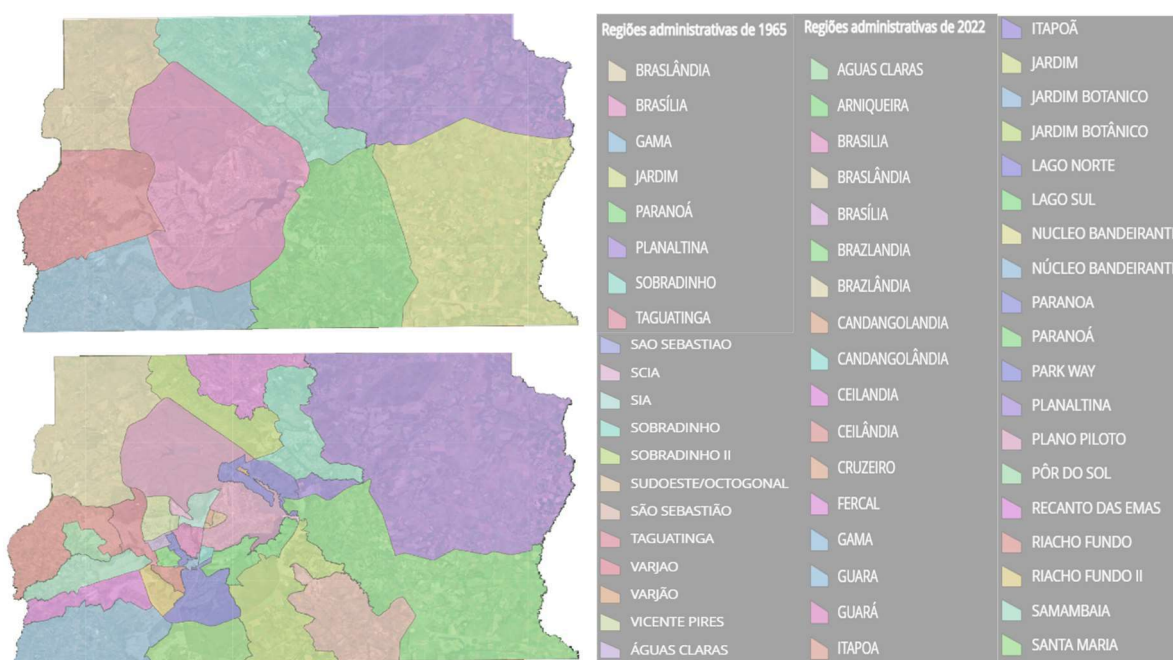 Regiões administrativas de 1965
BRASLÂNDIA
BRASÍLIA
GAMA
JARDIM
PARANOÁ
PLANALTINA
SOBRADINHO
TAGUATINGA
SAO SEBASTIAO
SCIA
SIA
SOBRADINHO
SOBRADINHO II
SUDOESTE/OCTOGONAL
SÃO SEBASTIÃO
TAGUATINGA
VARJAO
VARJÃO
VICENTE PIRES
ÁGUAS CLARAS
Regiões administrativas de 2022
AGUAS CLARAS
ARNIQUEIRA
BRASILIA
BRASLÂNDIA
BRASÍLIA
BRAZLANDIA
BRAZLÂNDIA
CANDANGOLANDIA
CANDANGOLÂNDIA
CEILANDIA
CEILÂNDIA
CRUZEIRO
FERCAL
GAMA
GUARA
GUARÁ
ITAPOA
ITAPOÃ
JARDIM
JARDIM BOTANICO
JARDIM BOTÂNICO
LAGO NORTE
LAGO SUL
NUCLEO BANDEIRANTE
NÚCLEO BANDEIRANTE
PARANOA
PARANOÁ
PARK WAY
PLANALTINA
PLANO PILOTO
PÔR DO SOL
RECANTO DAS EMAS
RIACHO FUNDO
RIACHO FUNDO II
SAMAMBAIA
SANTA MARIA